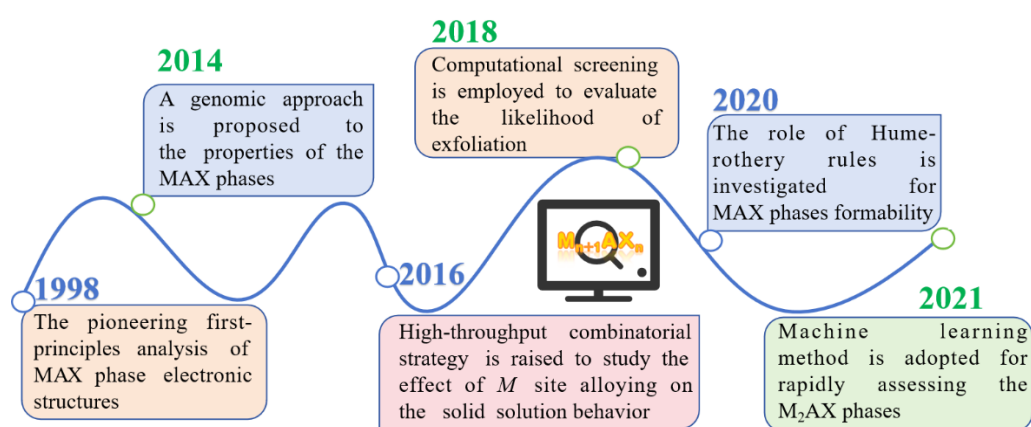 1998
The pioneering first-
principles analysis of
MAX phase electronic
structures
2014
A genomic approach
is proposed to
the properties of the
MAX phases
2016
High-throughput combinatorial
strategy is raised to study the
effect of M site alloying on
the solid solution behavior
2018
Computational screening
is employed to evaluate
the likelihood of
exfoliation
Mn+1AXn
2020
The role of Hume-
rothery rules is
investigated for
MAX phases formability
2021
Machine learning
method is adopted for
rapidly assessing the
M₂AX phases